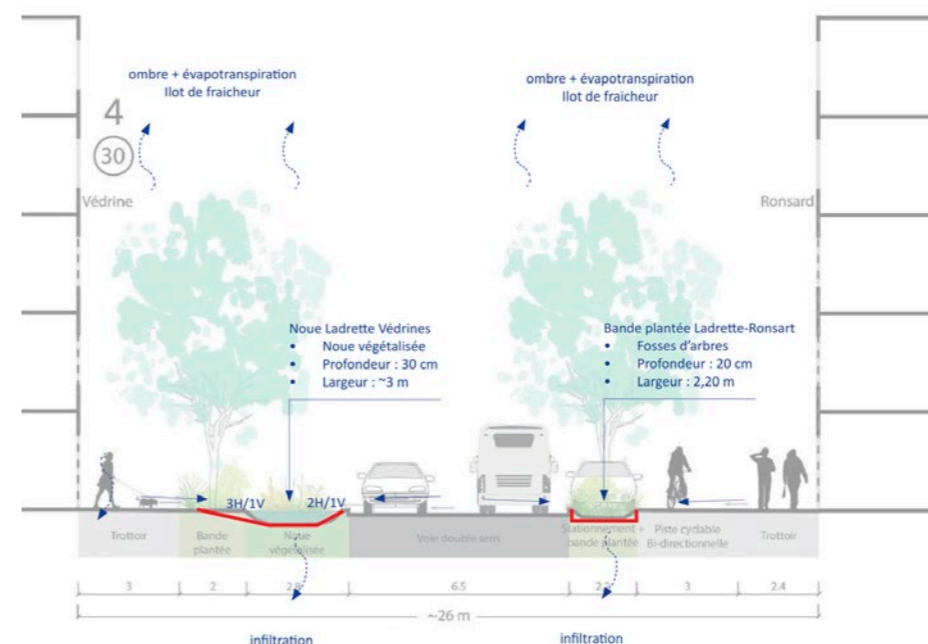 ombre + évapotranspiration
Ilot de fraicheur
ombre + évapotranspiration
Ilot de fraicheur
4
30
Védrine
Ronsard
Noue Ladrette Védrines
• Noue végétalisée
• Profondeur : 30 cm
• Largeur : ~3 m
Bande plantée Ladrette-Ronsart
• Fosses d'arbres
• Profondeur : 20 cm
• Largeur : 2,20 m
3H/1V
2H/1V
Trottoir
Bande
plantée
Noue
végétalisée
Voie double sens
Stationnement +
bande plantée
Piste cyclable
Bi-directionnelle
Trottoir
3
2
6.5
3
2.4
~26 m
infiltration
infiltration